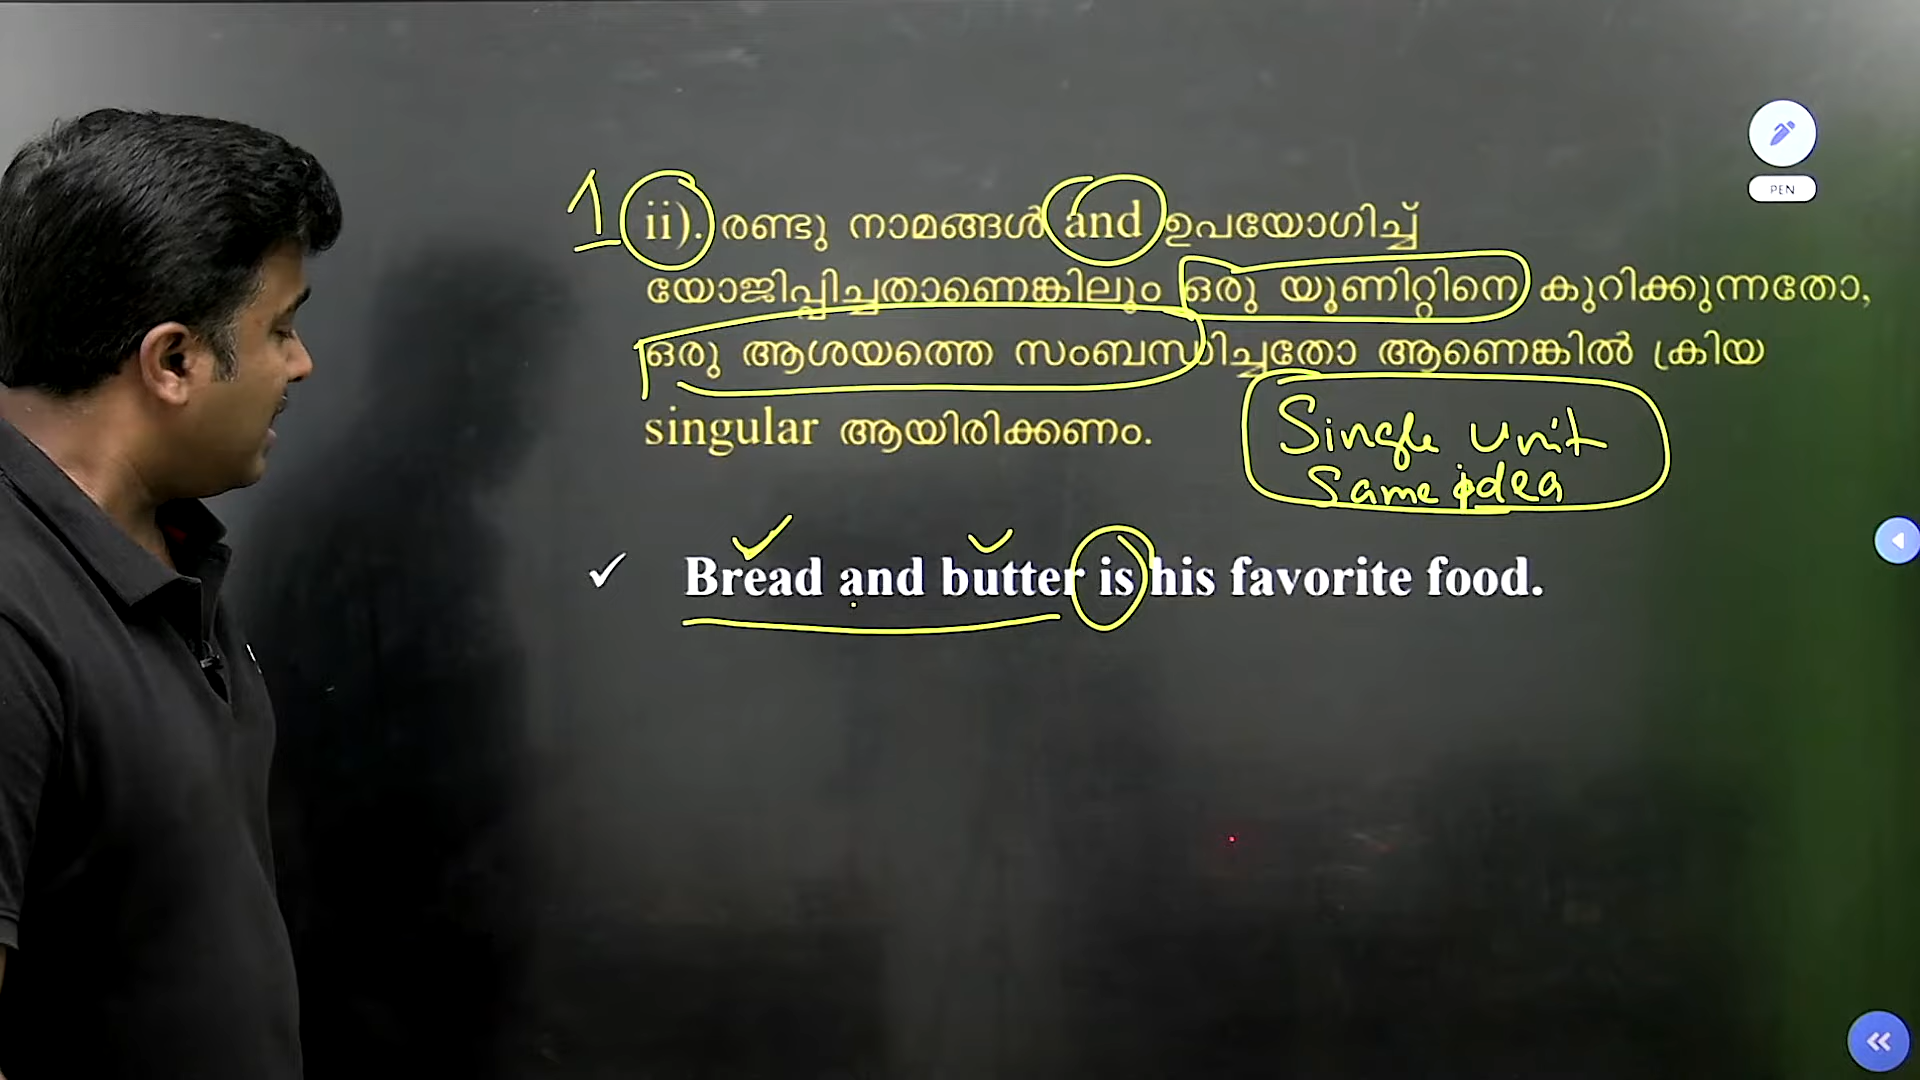 1 ii). രണ്ടു നാമങ്ങൾ and ഉപയോഗിച്ച്
യോജിപ്പിച്ചതാണെങ്കിലും ഒരു യൂണിറ്റിനെ കുറിക്കുന്നതോ,
ഒരു ആശയത്തെ സംബന്ധിച്ചതോ ആണെങ്കിൽ ക്രിയ
singular ആയിരിക്കണം.
Single unit
Same idea
✓ Bread and butter is his favorite food.
PEN